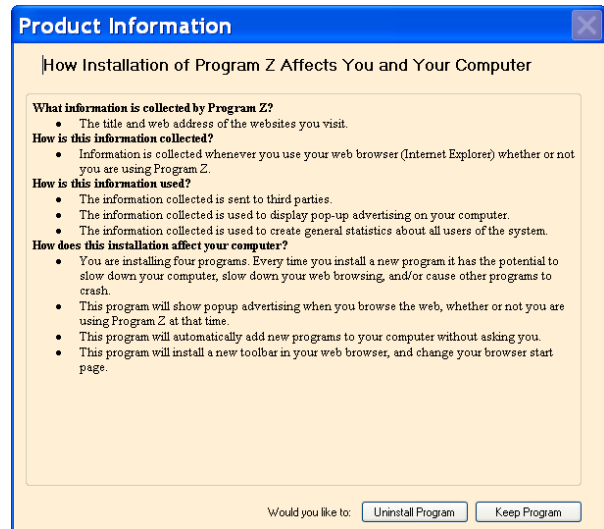 Product Information
How Installation of Program Z Affects You and Your Computer
What information is collected by Program Z?
• The title and web address of the websites you visit.
How is this information collected?
• Information is collected whenever you use your web browser (Internet Explorer) whether or not
you are using Program Z.
How is this information used?
• The information collected is sent to third parties.
• The information collected is used to display pop-up advertising on your computer.
• The information collected is used to create general statistics about all users of the system.
How does this installation affect your computer?
• You are installing four programs. Every time you install a new program it has the potential to
slow down your computer, slow down your web browsing, and/or cause other programs to
crash.
• This program will show popup advertising when you browse the web, whether or not you are
using Program Z at that time.
• This program will automatically add new programs to your computer without asking you.
• This program will install a new toolbar in your web browser, and change your browser start
page.
Would you like to: Uninstall Program Keep Program